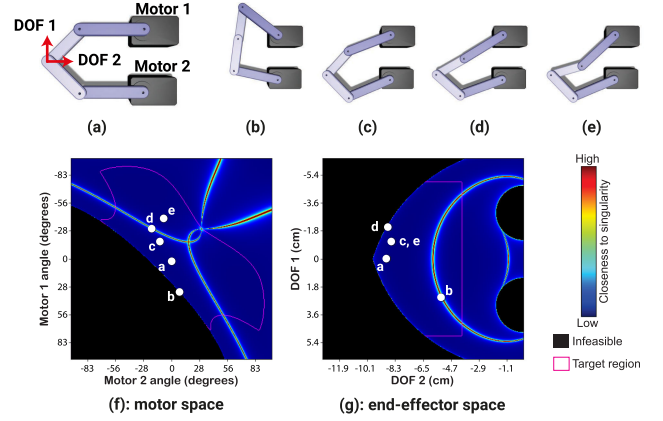 Motor 1
DOF 1
DOF 2
Motor 2
(a)
(b)
(c)
(d)
(e)
High
Closeness to singularity
Low
Infeasible
Target region
Motor 1 angle (degrees)
-83
-56
-28
0
28
56
83
d
e
c
a
b
-83
-56
-28
0
28
56
83
Motor 2 angle (degrees)
(f): motor space
DOF 1 (cm)
-5.4
-3.6
-1.8
0
1.8
3.6
5.4
d
c, e
a
b
-11.9
-10.1
-8.3
-6.5
-4.7
-2.9
-1.1
DOF 2 (cm)
(g): end-effector space